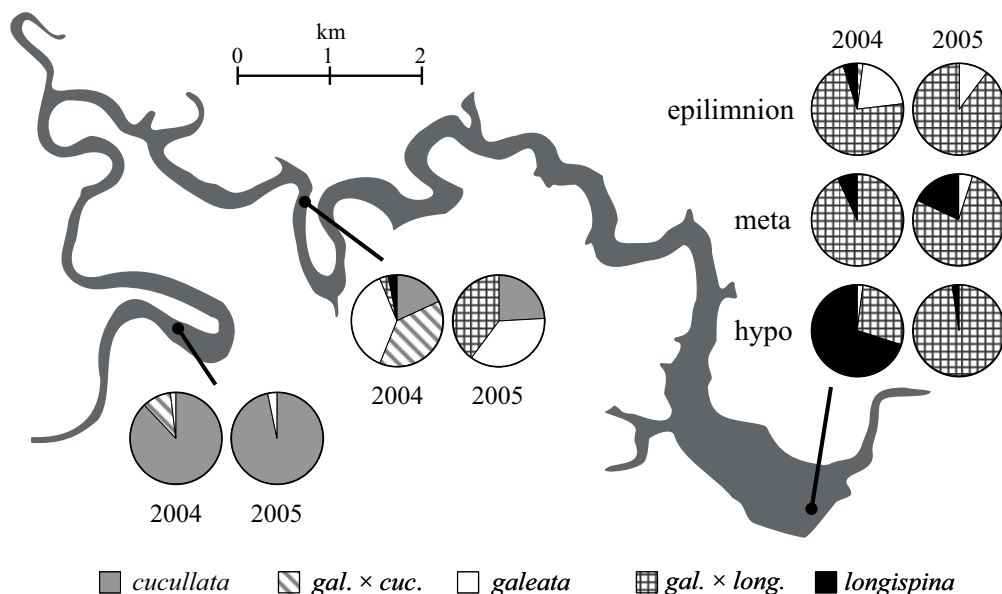 km
0 1 2
2004 2005
epilimnion
meta
hypo
2004 2005
2004 2005
cucullata gal. × cuc. galeata gal. × long. longispina